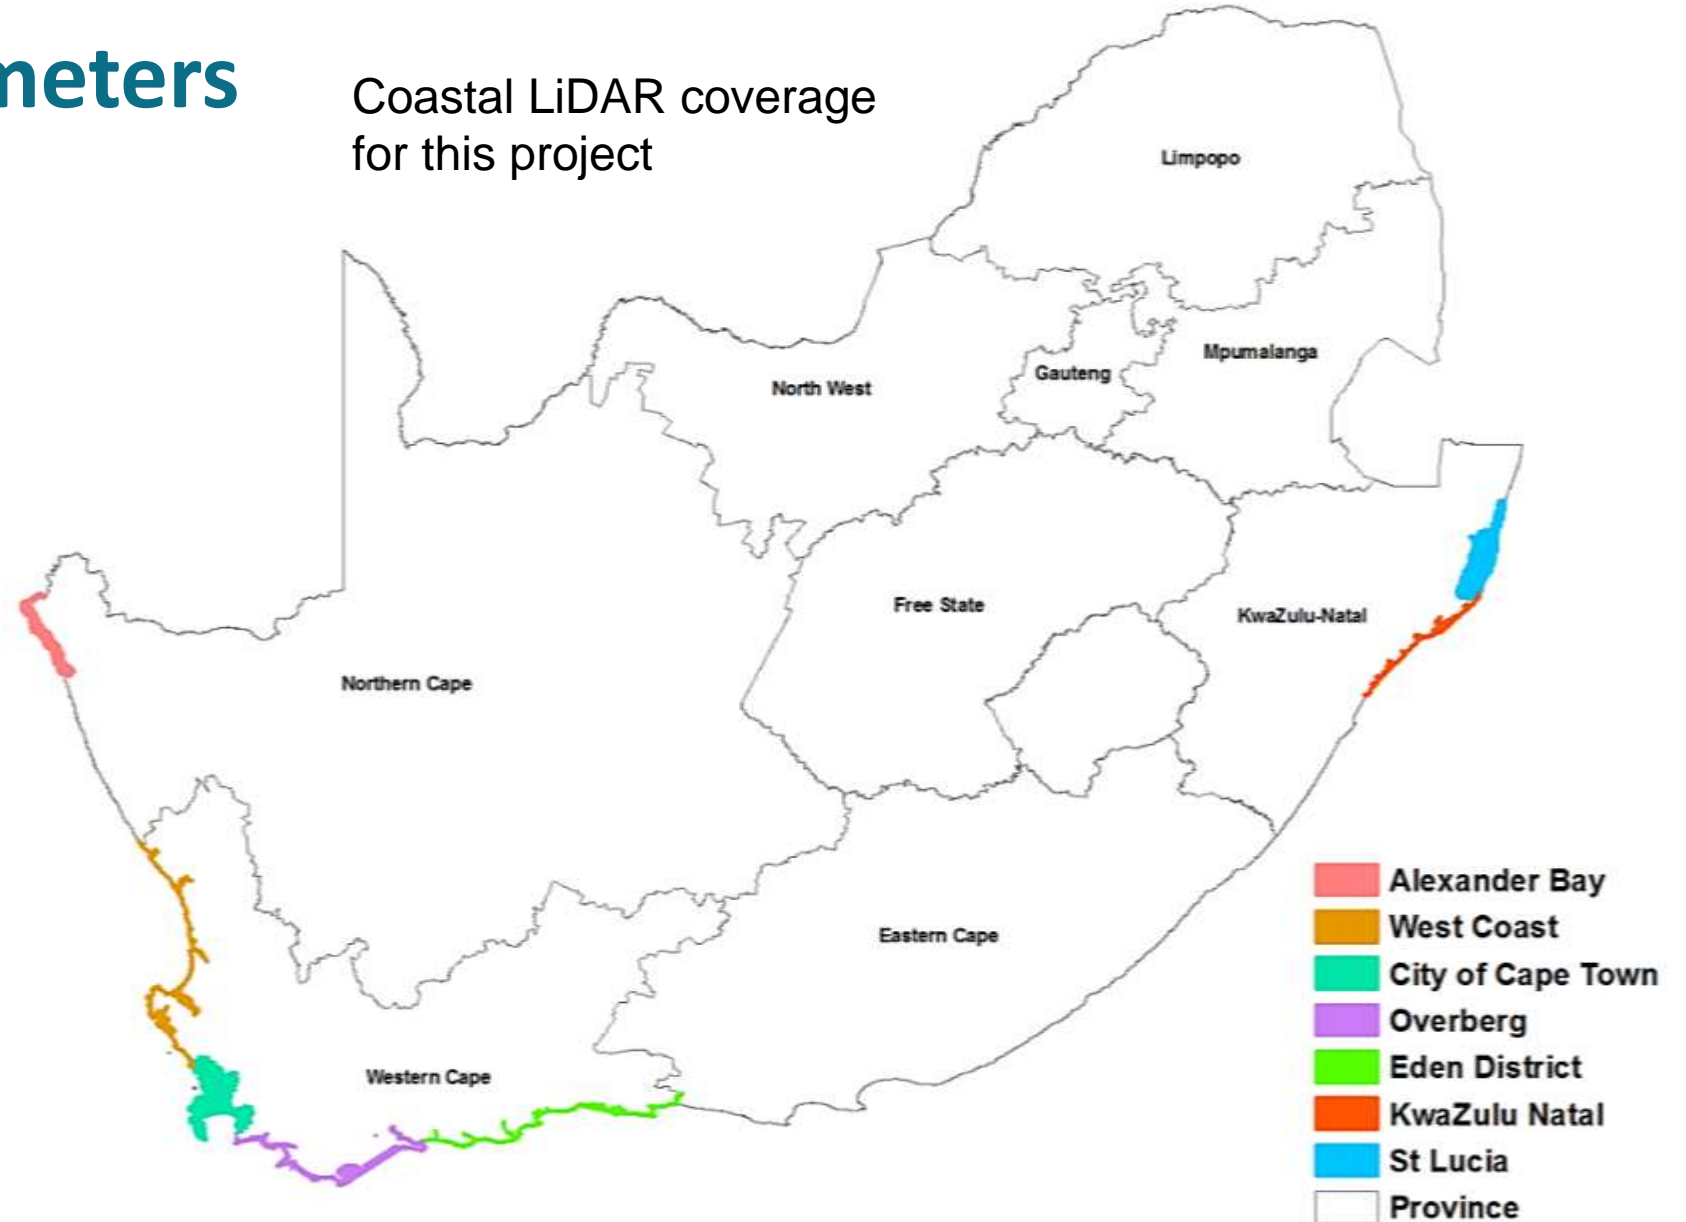 meters
Coastal LiDAR coverage
for this project
Limpopo
Mpumalanga
Gauteng
North West
Free State
KwaZulu-Natal
Northern Cape
Eastern Cape
Western Cape
Alexander Bay
West Coast
City of Cape Town
Overberg
Eden District
KwaZulu Natal
St Lucia
Province